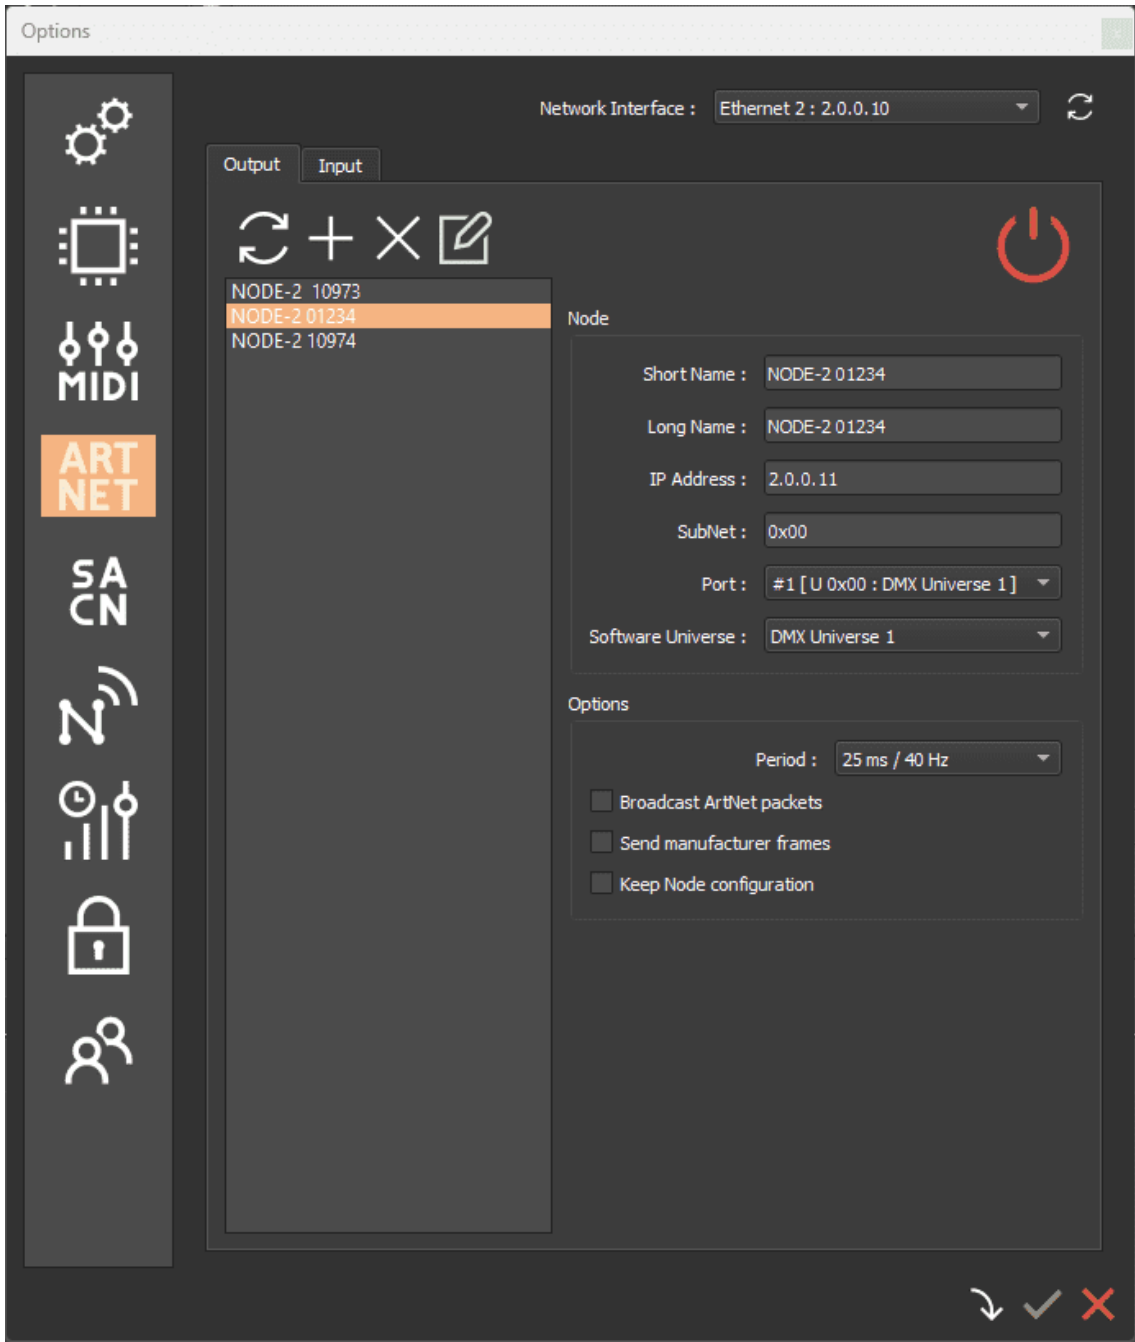 Options
Network Interface : Ethernet 2 : 2.0.0.10
Output Input
NODE-2  10973
NODE-2 01234
NODE-2 10974
Node
Short Name : NODE-2 01234
Long Name : NODE-2 01234
IP Address : 2.0.0.11
SubNet : 0x00
Port : #1 [ U 0x00 : DMX Universe 1 ]
Software Universe : DMX Universe 1
Options
Period : 25 ms / 40 Hz
Broadcast ArtNet packets
Send manufacturer frames
Keep Node configuration
MIDI
ART
NET
SA
CN
N